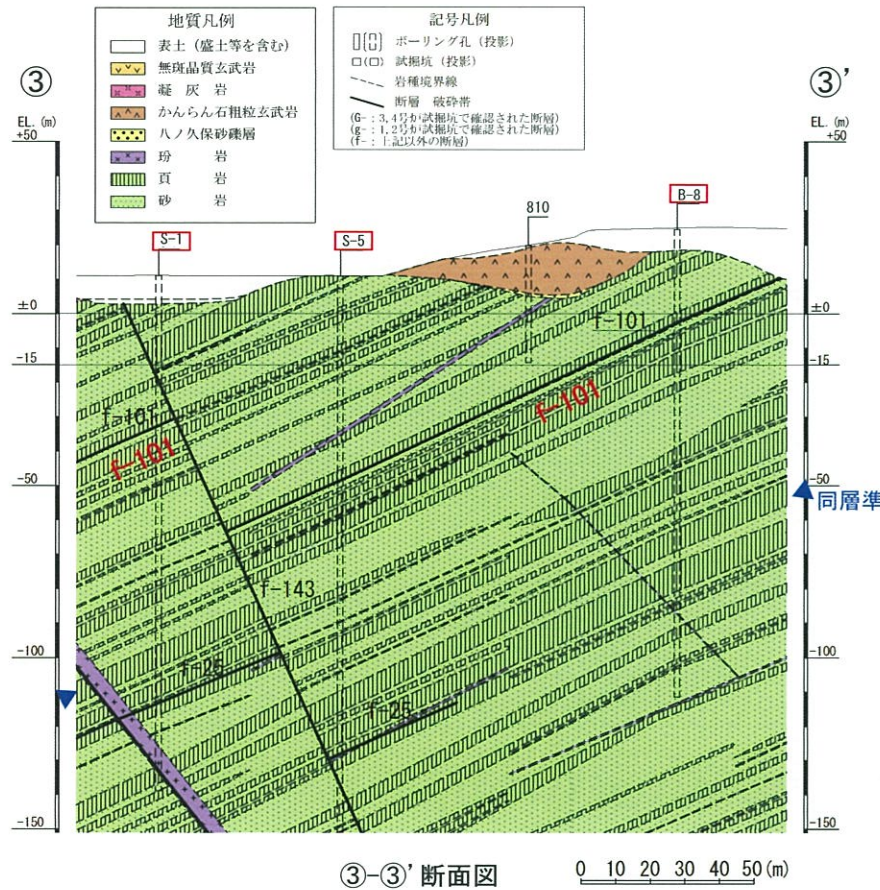 地質凡例
表土 (盛土等を含む)
無斑晶質玄武岩
凝 灰 岩
かんらん石粗粒玄武岩
八ノ久保砂礫層
玢 岩
頁 岩
砂 岩
記号凡例
ボーリング孔 (投影)
試掘坑 (投影)
岩種境界線
断層 破砕帯
(G- : 3,4号炉試掘坑で確認された断層)
(g- : 1,2号炉試掘坑で確認された断層)
(f- : 上記以外の断層)
③
③’
EL. (m)
+50
EL. (m)
+50
S-1
S-5
810
B-8
±0
±0
f-101
-15
-15
f-101
f-101
f-101
-50
-50
同層準
f-143
-100
-100
f-25
f-25
-150
-150
③-③’断面図
0 10 20 30 40 50(m)